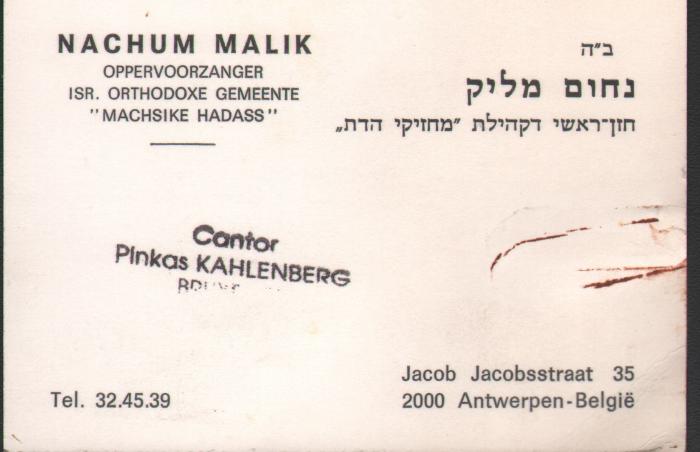 NACHUM MALIK
OPPERVOORZANGER
ISR. ORTHODOXE GEMEENTE
"MACHSIKE HADASS"
ב״ה
נחום מליק
חזן־ראשי דקהילת "מחזיקי הדת"
Cantor
Pinkas KAHLENBERG
Tel. 32.45.39
Jacob Jacobsstraat 35
2000 Antwerpen-België